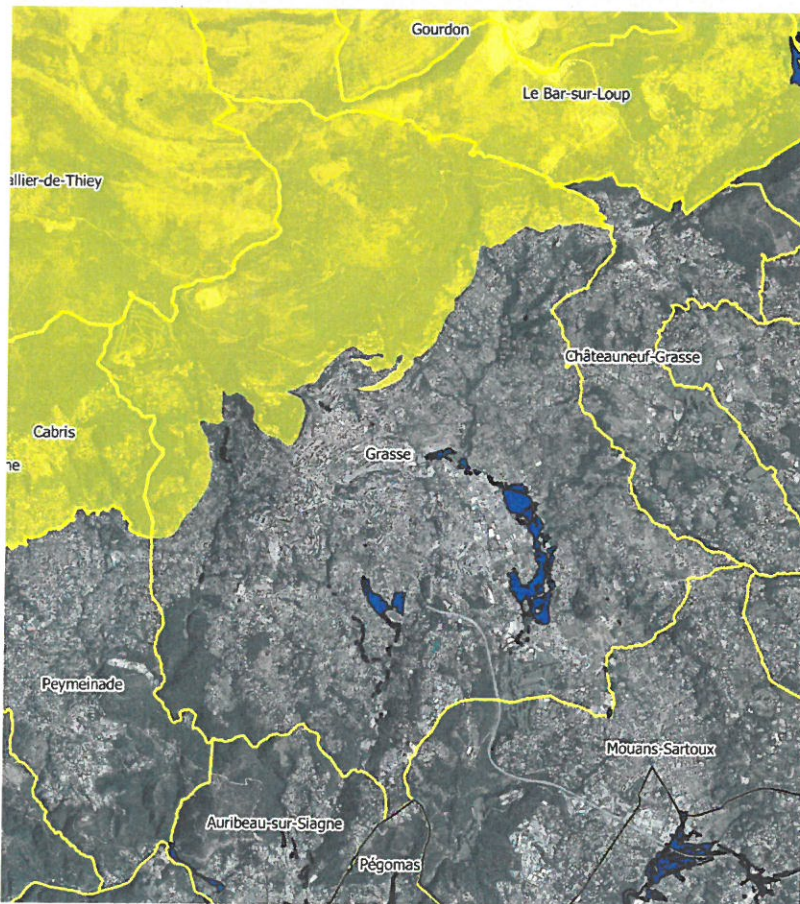 Gourdon
Le Bar-sur-Loup
allier-de-Thiey
Châteauneuf-Grasse
Cabris
ne
Grasse
Peymeinade
Mouans-Sartoux
Auribeau-sur-Siagne
Pégomas